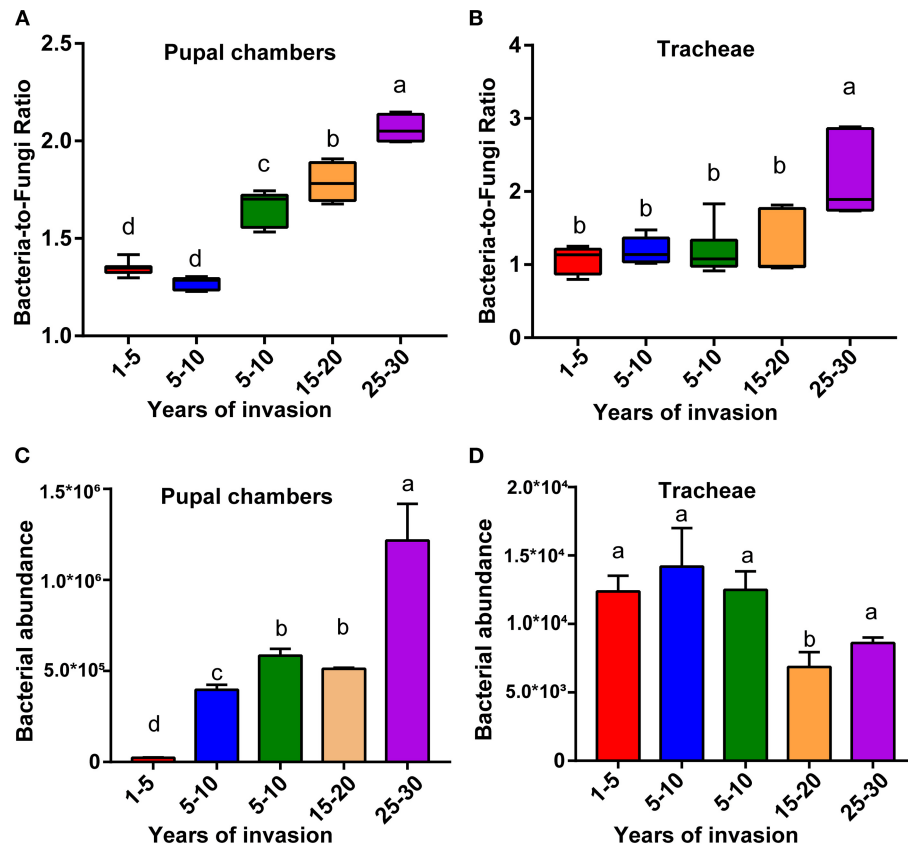 A
Pupal chambers
Bacteria-to-Fungi Ratio
2.5
2.0
1.5
1.0
d
d
c
b
a
1-5
5-10
5-10
15-20
25-30
Years of invasion
B
Tracheae
Bacteria-to-Fungi Ratio
4
3
2
1
0
b
b
b
b
a
1-5
5-10
5-10
15-20
25-30
Years of invasion
C
Pupal chambers
Bacterial abundance
1.5*10⁶
1.0*10⁶
5.0*10⁵
0
d
c
b
b
a
1-5
5-10
5-10
15-20
25-30
Years of invasion
D
Tracheae
Bacterial abundance
2.0*10⁴
1.5*10⁴
1.0*10⁴
5.0*10³
0
a
a
a
b
a
1-5
5-10
5-10
15-20
25-30
Years of invasion